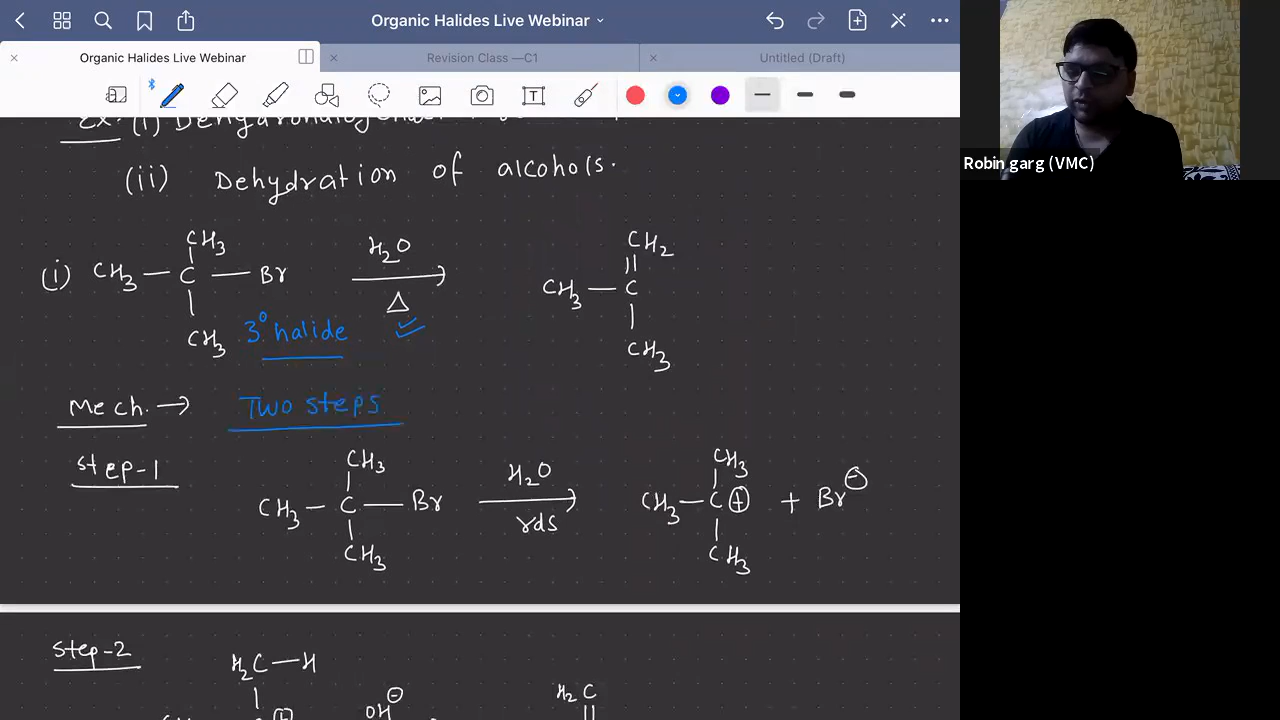 Organic Halides Live Webinar
Organic Halides Live Webinar
Revision Class —C1
Untitled (Draft)
T
Robin garg (VMC)
Ex. (i)
(ii) Dehydration of alcohols.
CH3
(i) CH3 — C — Br H2O
Δ
CH3
3° halide
CH2
CH3 — C
CH3
Mech. → Two steps
step-1
CH3
CH3 — C — Br H2O
rds
CH3
CH3
CH3 — C ⊕ + Br⊖
CH3
step-2
H2C — H
OH⊖
H2C